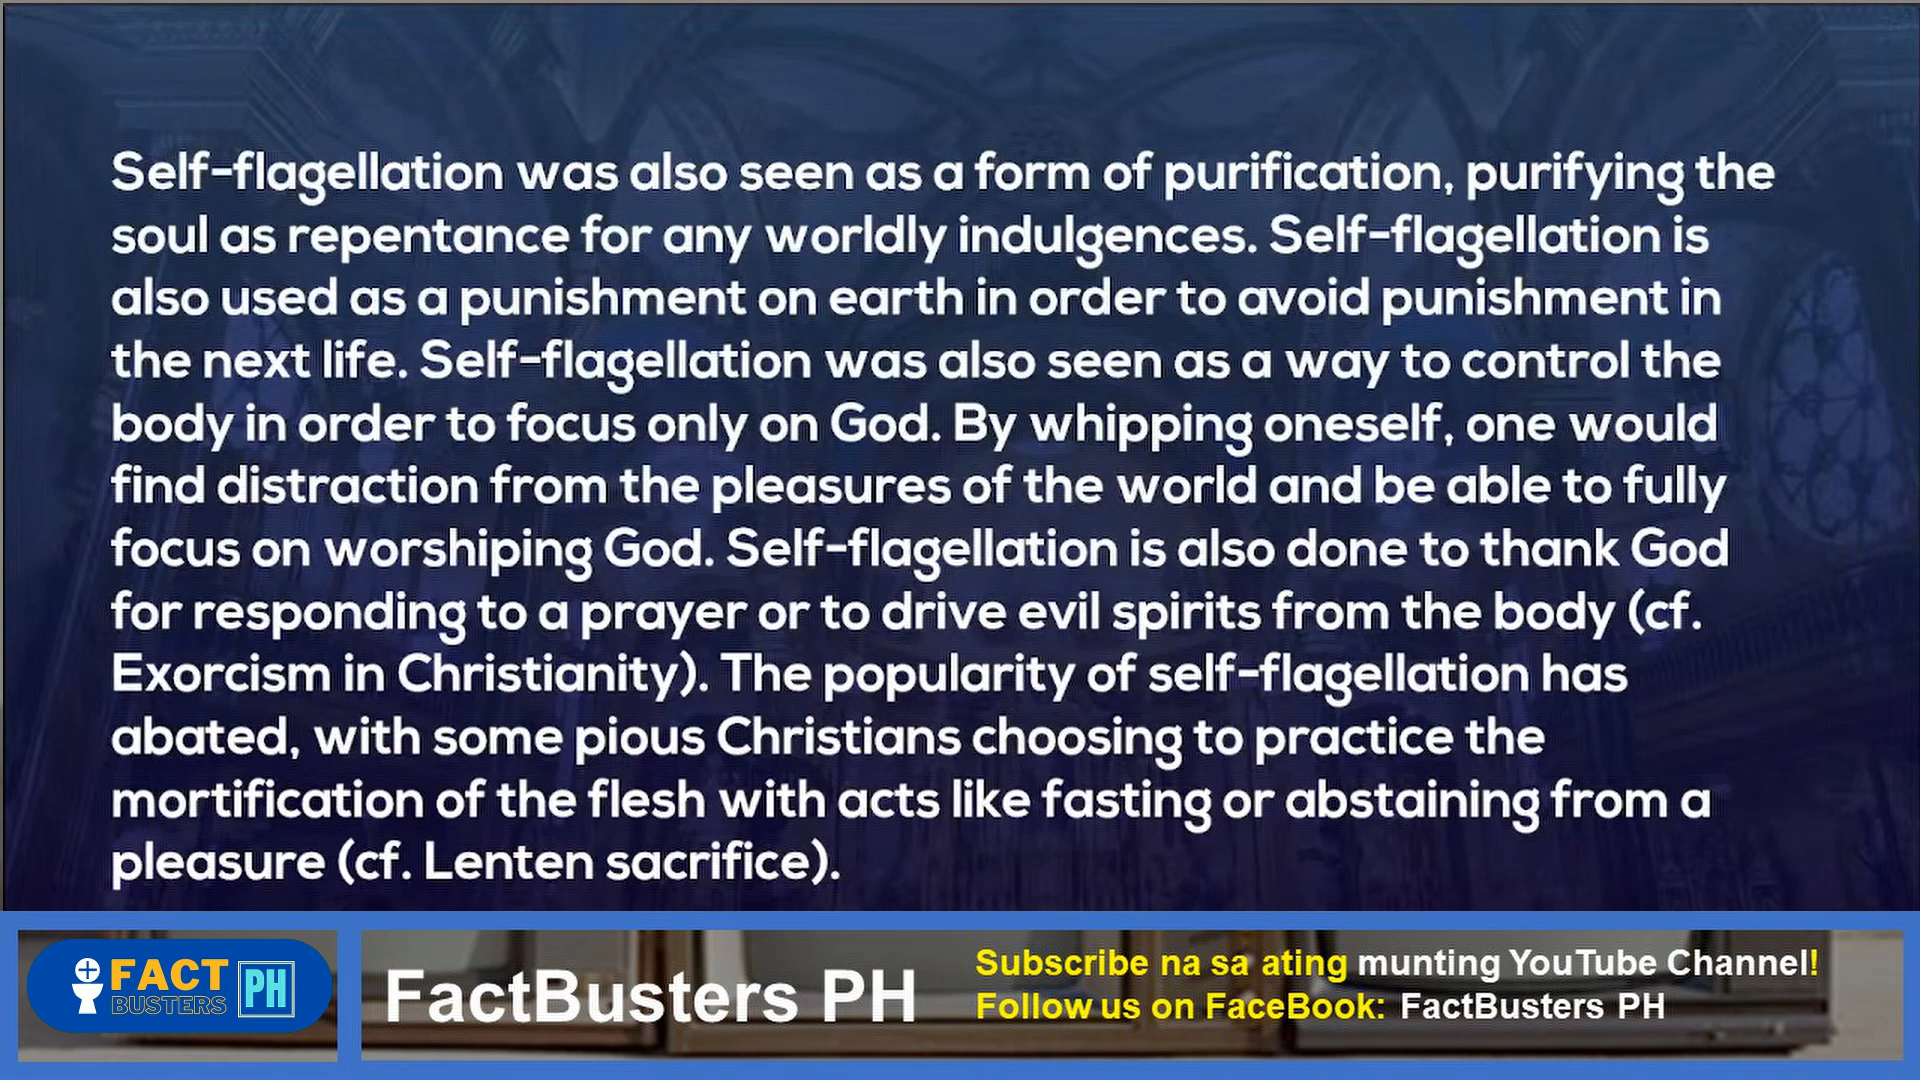 Self-flagellation was also seen as a form of purification, purifying the
soul as repentance for any worldly indulgences. Self-flagellation is
also used as a punishment on earth in order to avoid punishment in
the next life. Self-flagellation was also seen as a way to control the
body in order to focus only on God. By whipping oneself, one would
find distraction from the pleasures of the world and be able to fully
focus on worshiping God. Self-flagellation is also done to thank God
for responding to a prayer or to drive evil spirits from the body (cf.
Exorcism in Christianity). The popularity of self-flagellation has
abated, with some pious Christians choosing to practice the
mortification of the flesh with acts like fasting or abstaining from a
pleasure (cf. Lenten sacrifice).
FACT
BUSTERS
PH
FactBusters PH
Subscribe na sa ating munting YouTube Channel!
Follow us on FaceBook: FactBusters PH